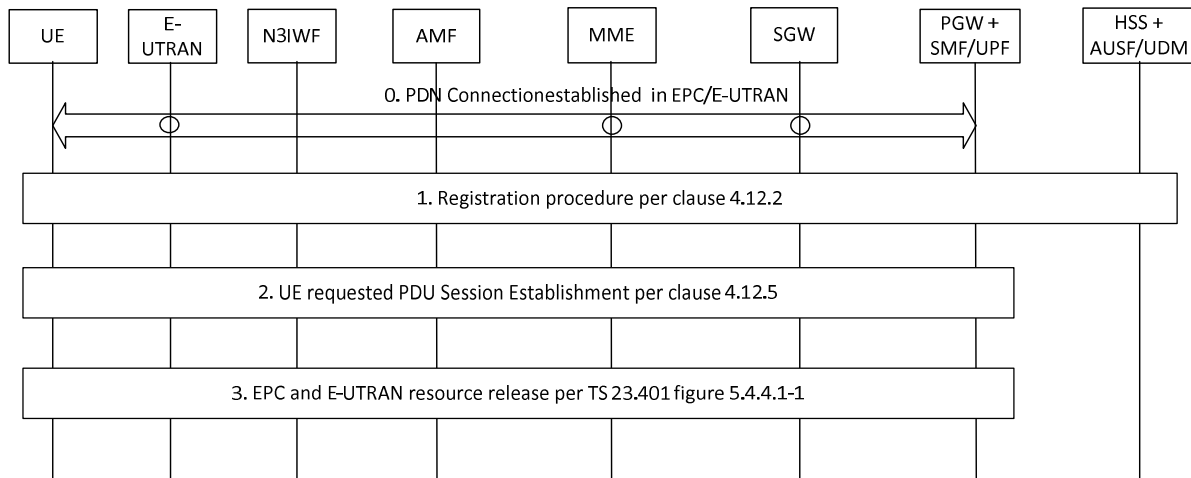 UE
E-
UTRAN
N3IWF
AMF
MME
SGW
PGW +
SMF/UPF
HSS +
AUSF/UDM
0. PDN Connectionestablished in EPC/E-UTRAN
1. Registration procedure per clause 4.12.2
2. UE requested PDU Session Establishment per clause 4.12.5
3. EPC and E-UTRAN resource release per TS 23.401 figure 5.4.4.1-1